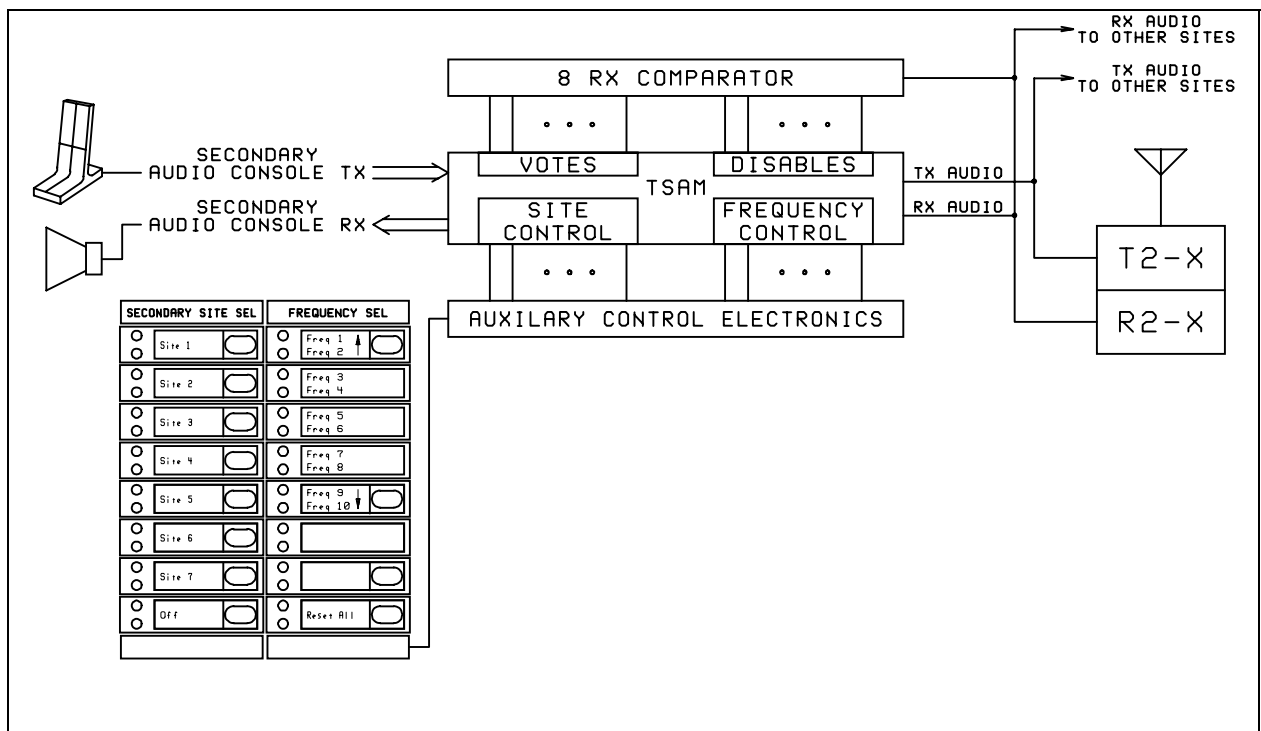 RX AUDIO
TO OTHER SITES
TX AUDIO
TO OTHER SITES
8 RX COMPARATOR
VOTES
DISABLES
TSAM
SITE
CONTROL
FREQUENCY
CONTROL
AUXILARY CONTROL ELECTRONICS
SECONDARY
AUDIO CONSOLE TX
SECONDARY
AUDIO CONSOLE RX
TX AUDIO
RX AUDIO
T2-X
R2-X
SECONDARY SITE SEL
Site 1
Site 2
Site 3
Site 4
Site 5
Site 6
Site 7
Off
FREQUENCY SEL
Freq 1
Freq 2
Freq 3
Freq 4
Freq 5
Freq 6
Freq 7
Freq 8
Freq 9
Freq 10
Reset All